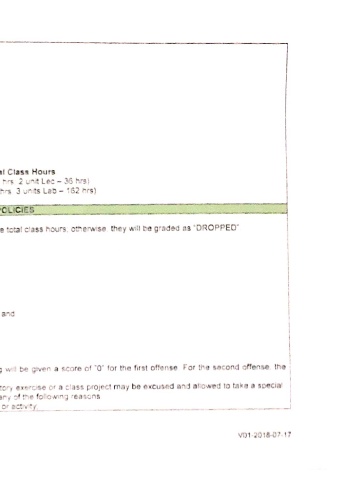 al Class Hours
hrs. 2 unit Lec – 36 hrs)
hrs. 3 units Lab – 162 hrs)
POLICIES
e total class hours, otherwise, they will be graded as "DROPPED"
and
g will be given a score of "0" for the first offense. For the second offense, the
tory exercise or a class project may be excused and allowed to take a special
any of the following reasons
or activity;
V01-2018-07-17